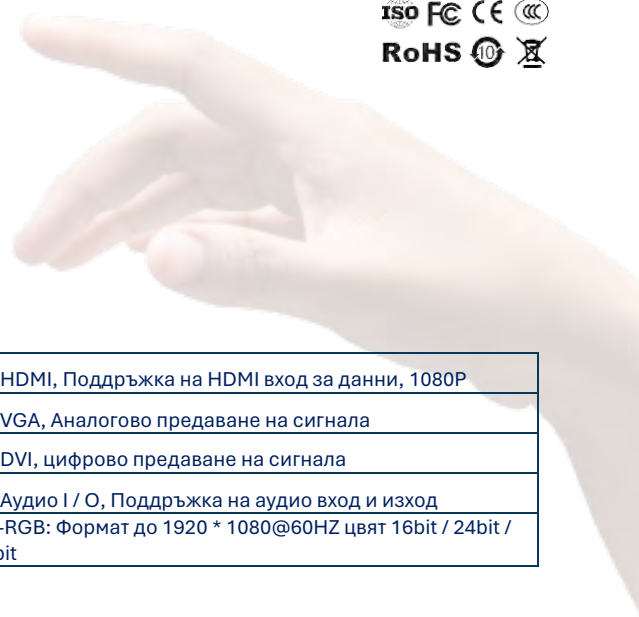 ISO FC CE CCC
RoHS 10
HDMI, Поддръжка на HDMI вход за данни, 1080P
VGA, Аналогово предаване на сигнала
DVI, цифрово предаване на сигнала
Аудио I / O, Поддръжка на аудио вход и изход
-RGB: Формат до 1920 * 1080@60HZ цвят 16bit / 24bit /
bit